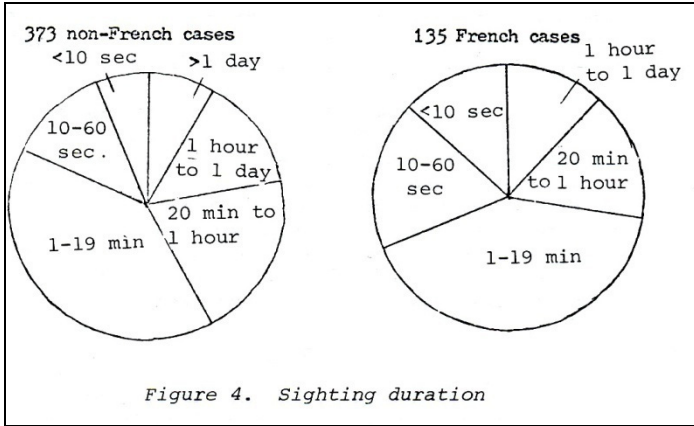 373 non-French cases
<10 sec
>1 day
10-60
sec.
1 hour
to 1 day
20 min to
1 hour
1-19 min
135 French cases
1 hour
to 1 day
<10 sec
10-60
sec
20 min
to 1 hour
1-19 min
Figure 4. Sighting duration